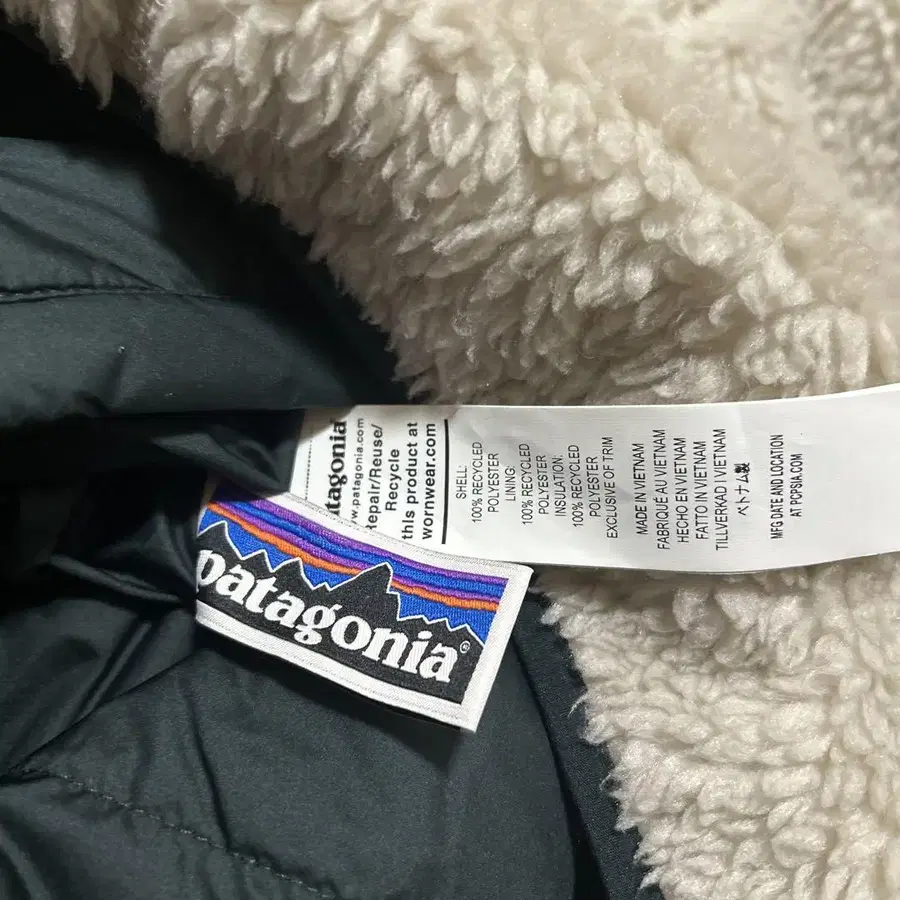 patagonia®
tagonia
w.patagonia.com
Repair/Reuse/
Recycle
this product at
wornwear.com
SHELL:
100% RECYCLED
POLYESTER
LINING:
100% RECYCLED
POLYESTER
INSULATION:
100% RECYCLED
POLYESTER
EXCLUSIVE OF TRIM
MADE IN VIETNAM
FABRIQUÉ AU VIETNAM
HECHO EN VIETNAM
FATTO IN VIETNAM
TILLVERKAD I VIETNAM
ベトナム製
MFG DATE AND LOCATION
AT PCPSIA.COM